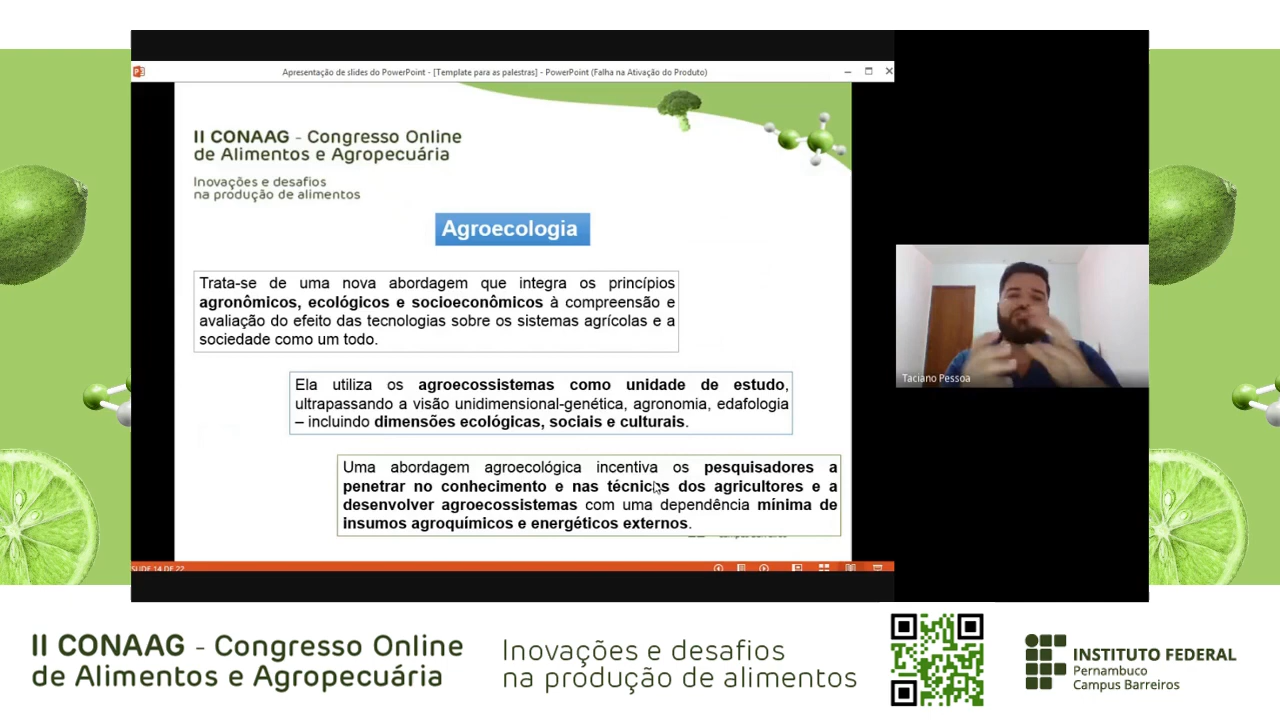 Apresentação de slides do PowerPoint - [Template para as palestras] - PowerPoint (Falha na Ativação do Produto)
II CONAAG - Congresso Online
de Alimentos e Agropecuária
Inovações e desafios
na produção de alimentos
Agroecologia
Trata-se de uma nova abordagem que integra os princípios
agronômicos, ecológicos e socioeconômicos à compreensão e
avaliação do efeito das tecnologias sobre os sistemas agrícolas e a
sociedade como um todo.
Ela utiliza os agroecossistemas como unidade de estudo,
ultrapassando a visão unidimensional-genética, agronomia, edafologia
– incluindo dimensões ecológicas, sociais e culturais.
Uma abordagem agroecológica incentiva os pesquisadores a
penetrar no conhecimento e nas técnicas dos agricultores e a
desenvolver agroecossistemas com uma dependência mínima de
insumos agroquímicos e energéticos externos.
SLIDE 14 DE 22
Taciano Pessoa
II CONAAG - Congresso Online
de Alimentos e Agropecuária
Inovações e desafios
na produção de alimentos
INSTITUTO FEDERAL
Pernambuco
Campus Barreiros